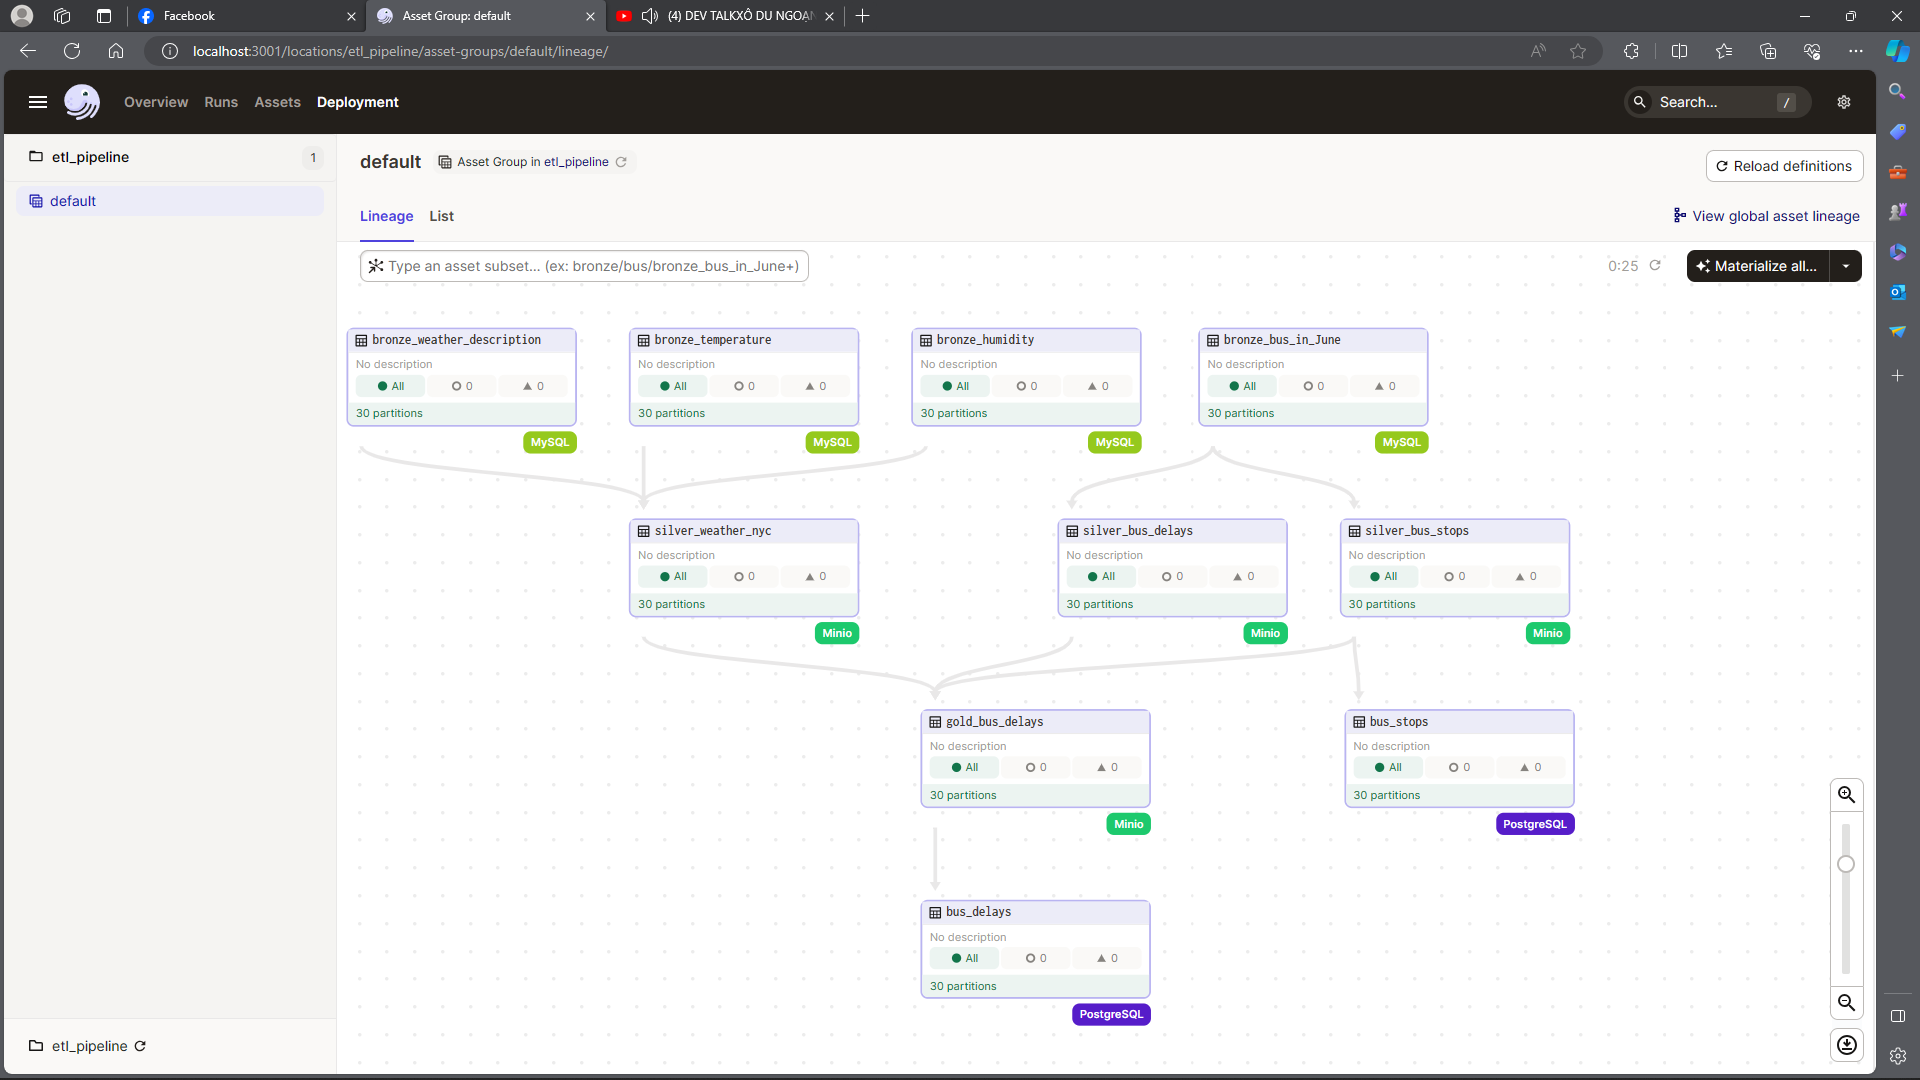 Facebook
Asset Group: default
(4) DEV TALKXÔ DU NGOẠN
localhost:3001/locations/etl_pipeline/asset-groups/default/lineage/
Overview Runs Assets Deployment
Search... /
etl_pipeline 1
default
default Asset Group in etl_pipeline
Reload definitions
Lineage List
View global asset lineage
Type an asset subset... (ex: bronze/bus/bronze_bus_in_June+)
0:25
Materialize all...
bronze_weather_description
No description
All 0 0
30 partitions
MySQL
bronze_temperature
No description
All 0 0
30 partitions
MySQL
bronze_humidity
No description
All 0 0
30 partitions
MySQL
bronze_bus_in_June
No description
All 0 0
30 partitions
MySQL
silver_weather_nyc
No description
All 0 0
30 partitions
Minio
silver_bus_delays
No description
All 0 0
30 partitions
Minio
silver_bus_stops
No description
All 0 0
30 partitions
Minio
gold_bus_delays
No description
All 0 0
30 partitions
Minio
bus_stops
No description
All 0 0
30 partitions
PostgreSQL
bus_delays
No description
All 0 0
30 partitions
PostgreSQL
etl_pipeline